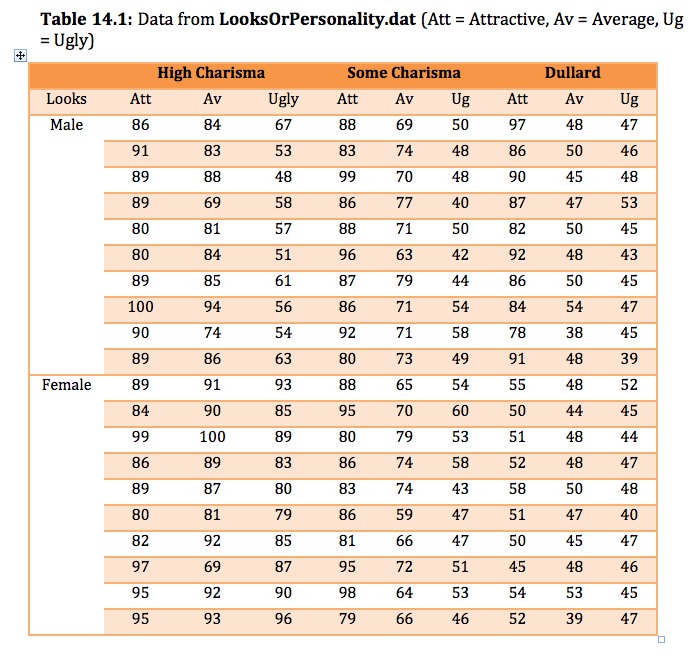 Table 14.1: Data from LooksOrPersonality.dat (Att = Attractive, Av = Average, Ug
= Ugly)
High Charisma Some Charisma Dullard
Looks Att Av Ugly Att Av Ug Att Av Ug
Male 86 84 67 88 69 50 97 48 47
91 83 53 83 74 48 86 50 46
89 88 48 99 70 48 90 45 48
89 69 58 86 77 40 87 47 53
80 81 57 88 71 50 82 50 45
80 84 51 96 63 42 92 48 43
89 85 61 87 79 44 86 50 45
100 94 56 86 71 54 84 54 47
90 74 54 92 71 58 78 38 45
89 86 63 80 73 49 91 48 39
Female 89 91 93 88 65 54 55 48 52
84 90 85 95 70 60 50 44 45
99 100 89 80 79 53 51 48 44
86 89 83 86 74 58 52 48 47
89 87 80 83 74 43 58 50 48
80 81 79 86 59 47 51 47 40
82 92 85 81 66 47 50 45 47
97 69 87 95 72 51 45 48 46
95 92 90 98 64 53 54 53 45
95 93 96 79 66 46 52 39 47